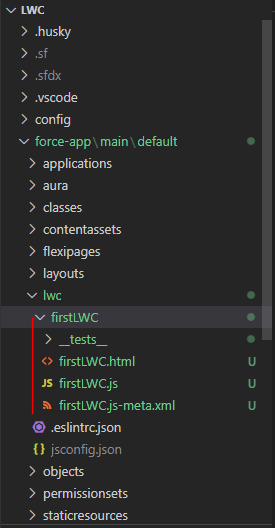 LWC
.husky
.sf
.sfdx
.vscode
config
force-app\main\default
applications
aura
classes
contentassets
flexipages
layouts
lwc
firstLWC
__tests__
<> firstLWC.html U
JS firstLWC.js U
firstLWC.js-meta.xml U
.eslintrc.json
{} jsconfig.json
objects
permissionsets
staticresources